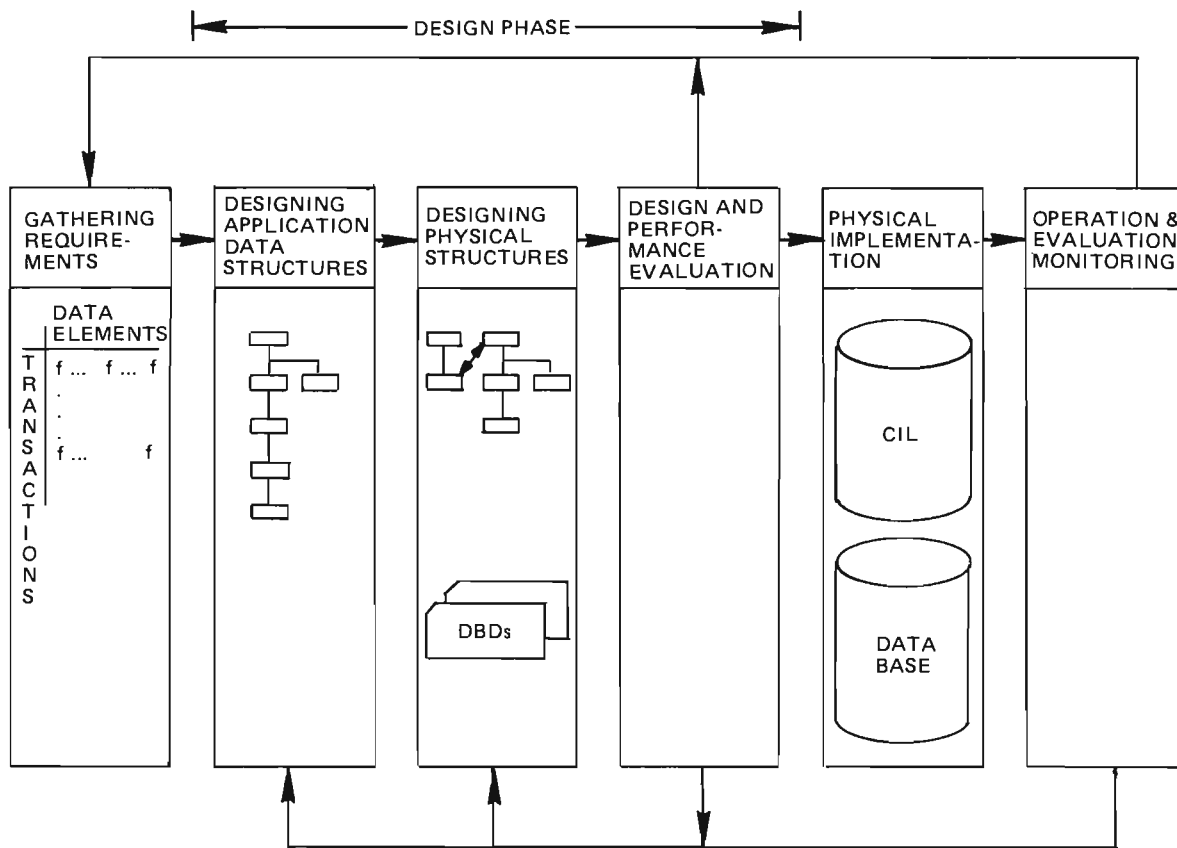 DESIGN PHASE
GATHERING
REQUIRE-
MENTS
DESIGNING
APPLICATION
DATA
STRUCTURES
DESIGNING
PHYSICAL
STRUCTURES
DESIGN AND
PERFOR-
MANCE
EVALUATION
PHYSICAL
IMPLEMENTA-
TION
OPERATION &
EVALUATION
MONITORING
DATA
ELEMENTS
TRANSACTIONS
f ... f ... f
.
.
.
f ... f
DBDs
CIL
DATA
BASE